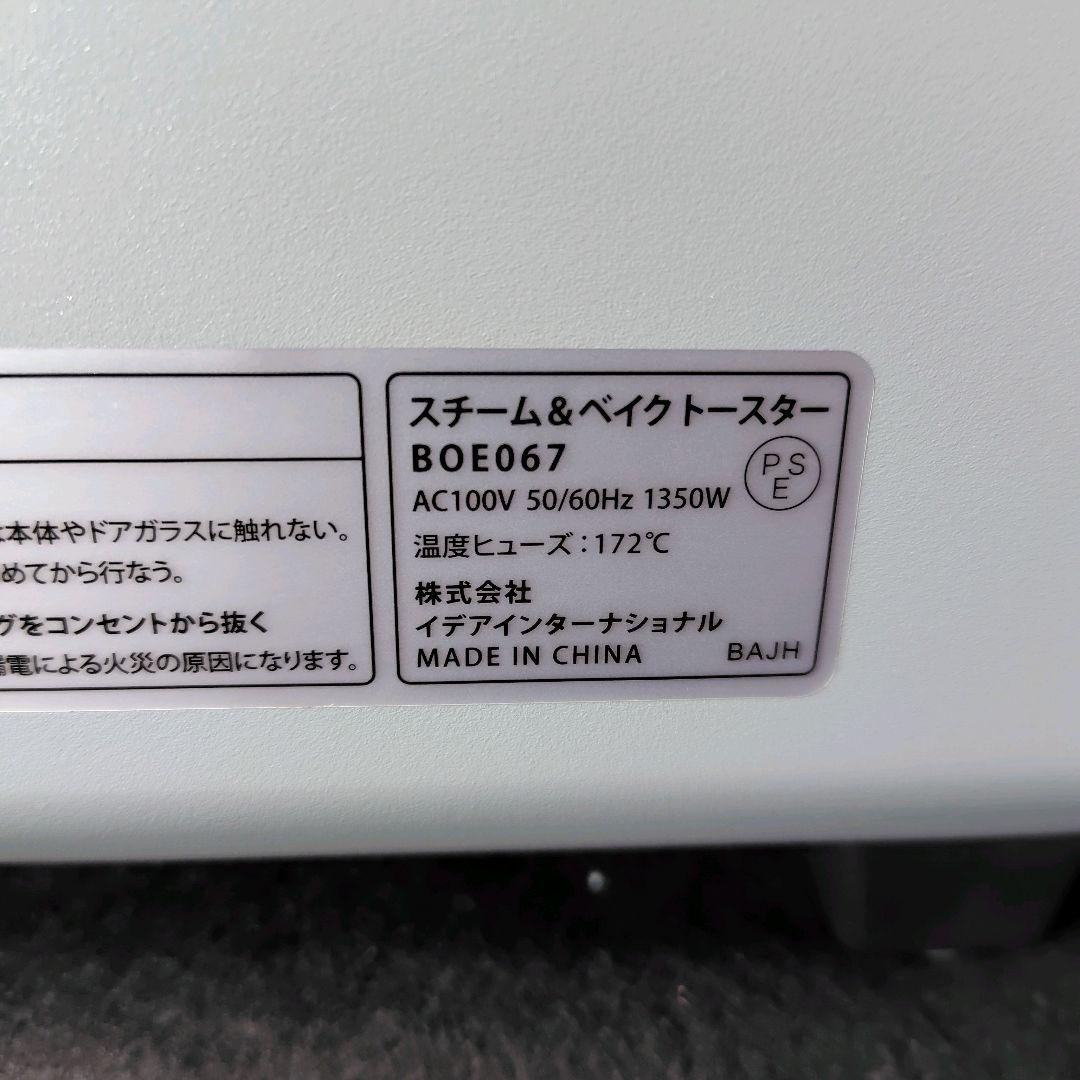 本体やドアガラスに触れない。
めてから行なう。
グをコンセントから抜く
電による火災の原因になります。
スチーム＆ベイクトースター
BOE067
PSE
AC100V 50/60Hz 1350W
温度ヒューズ：172℃
株式会社
イデアインターナショナル
MADE IN CHINA
BAJH